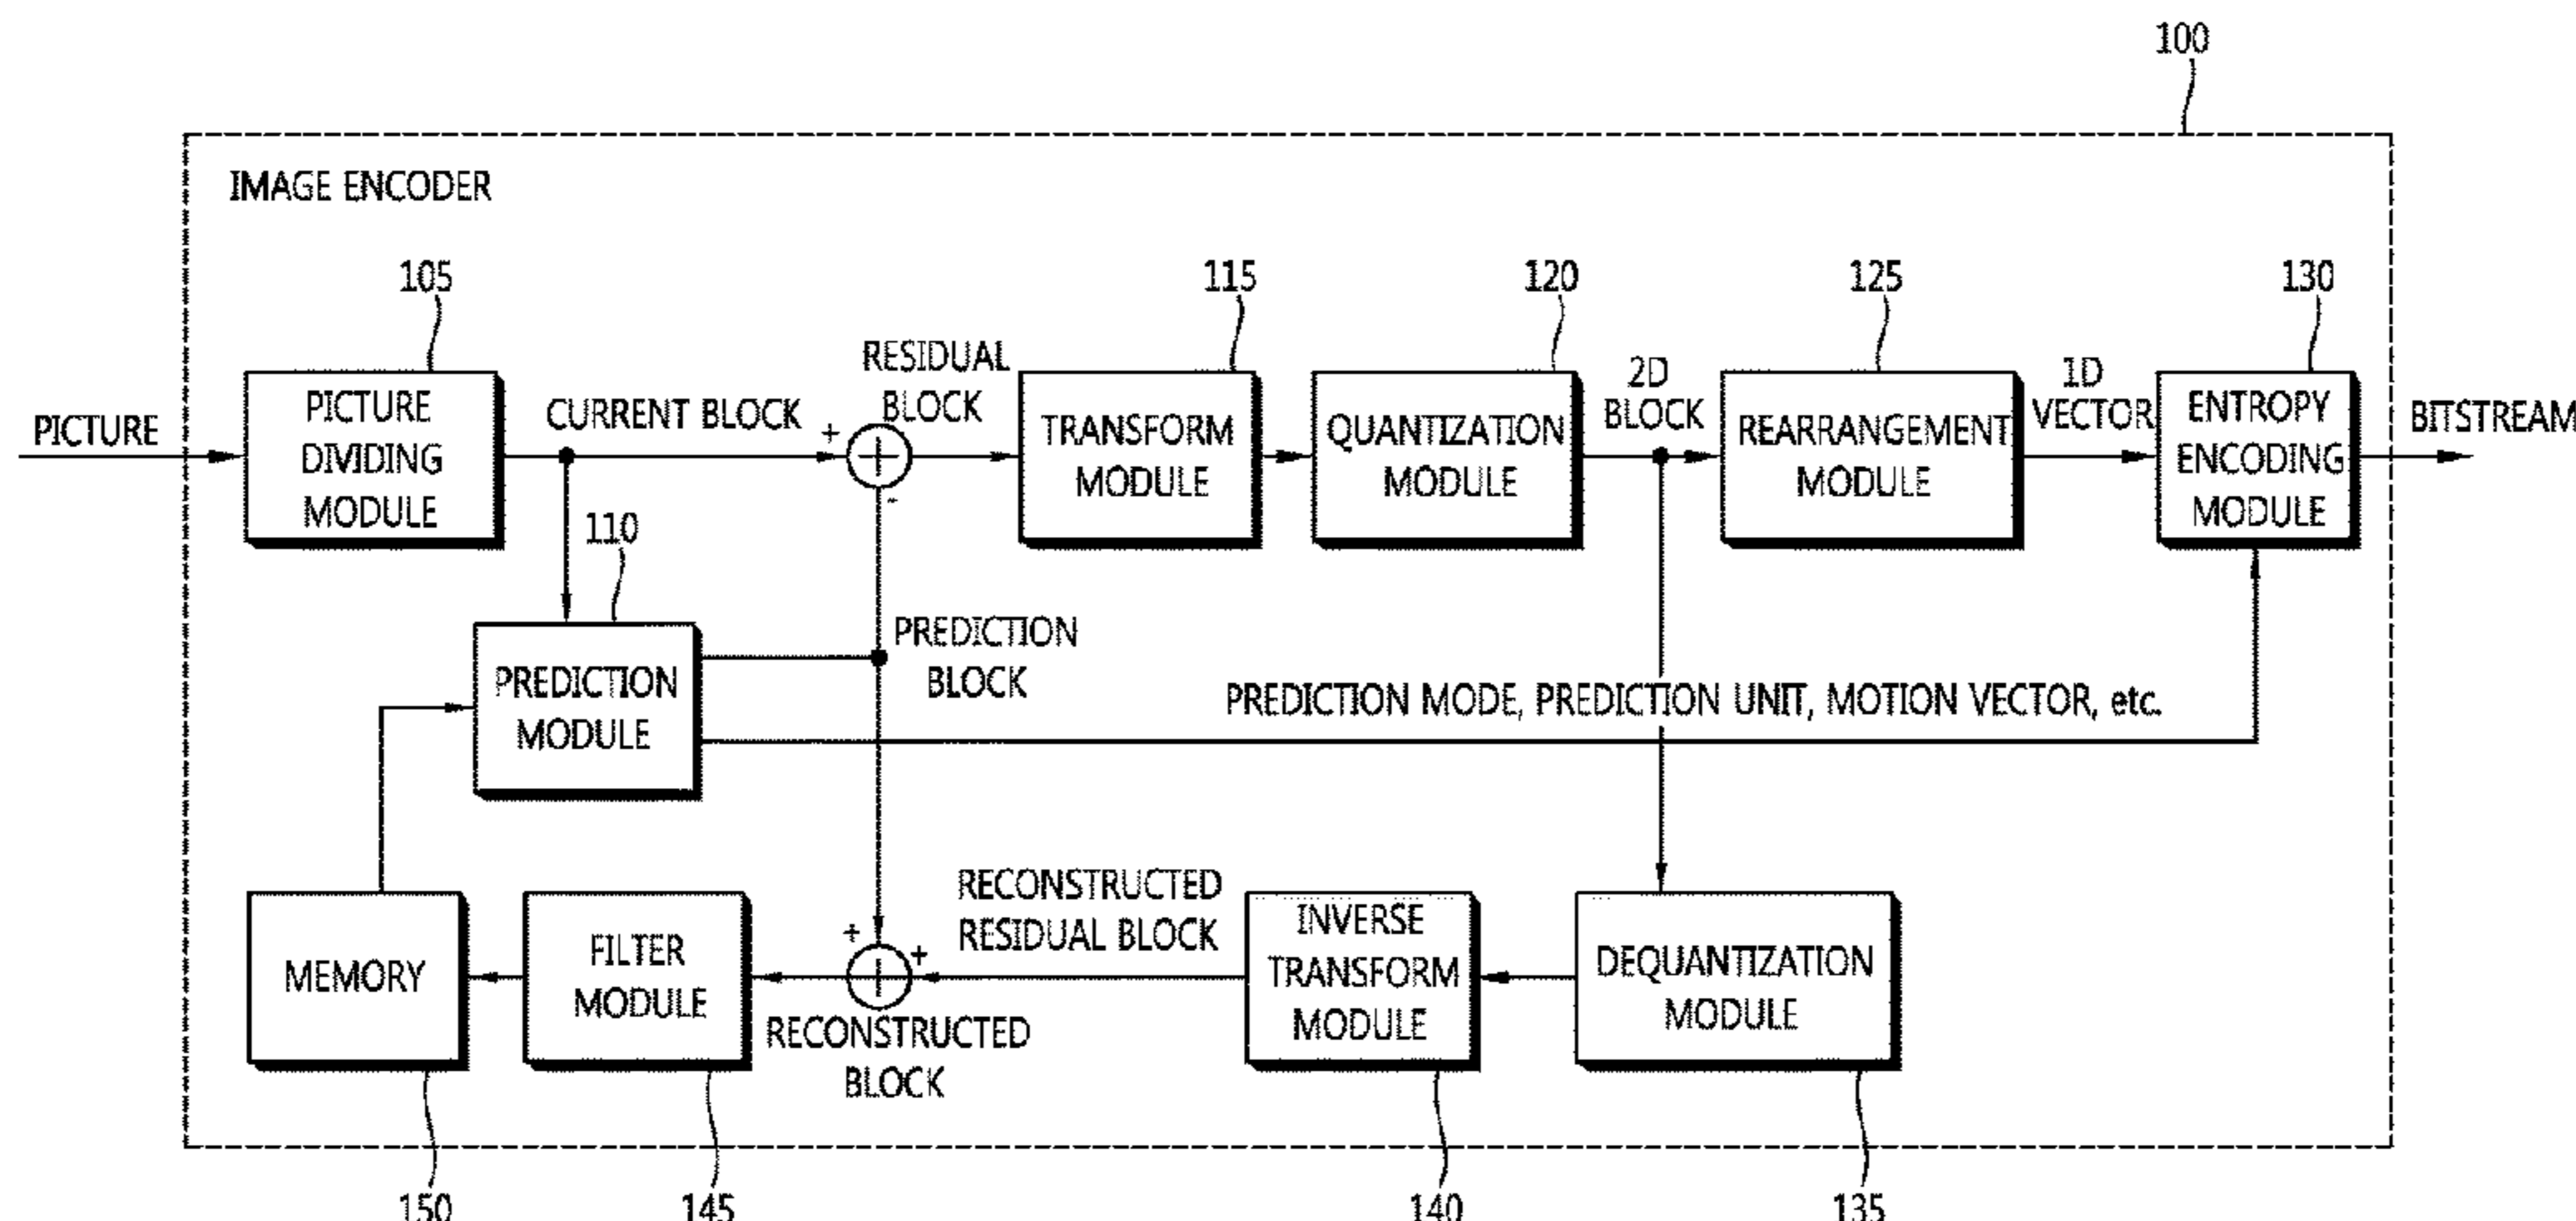 100
IMAGE ENCODER
105
115
120
125
130
PICTURE
PICTURE
DIVIDING
MODULE
CURRENT BLOCK
+
-
RESIDUAL
BLOCK
TRANSFORM
MODULE
QUANTIZATION
MODULE
2D
BLOCK
REARRANGEMENT
MODULE
1D
VECTOR
ENTROPY
ENCODING
MODULE
BITSTREAM
110
PREDICTION
MODULE
PREDICTION
BLOCK
PREDICTION MODE, PREDICTION UNIT, MOTION VECTOR, etc.
MEMORY
FILTER
MODULE
+
+
RECONSTRUCTED
BLOCK
RECONSTRUCTED
RESIDUAL BLOCK
INVERSE
TRANSFORM
MODULE
DEQUANTIZATION
MODULE
150
145
140
135